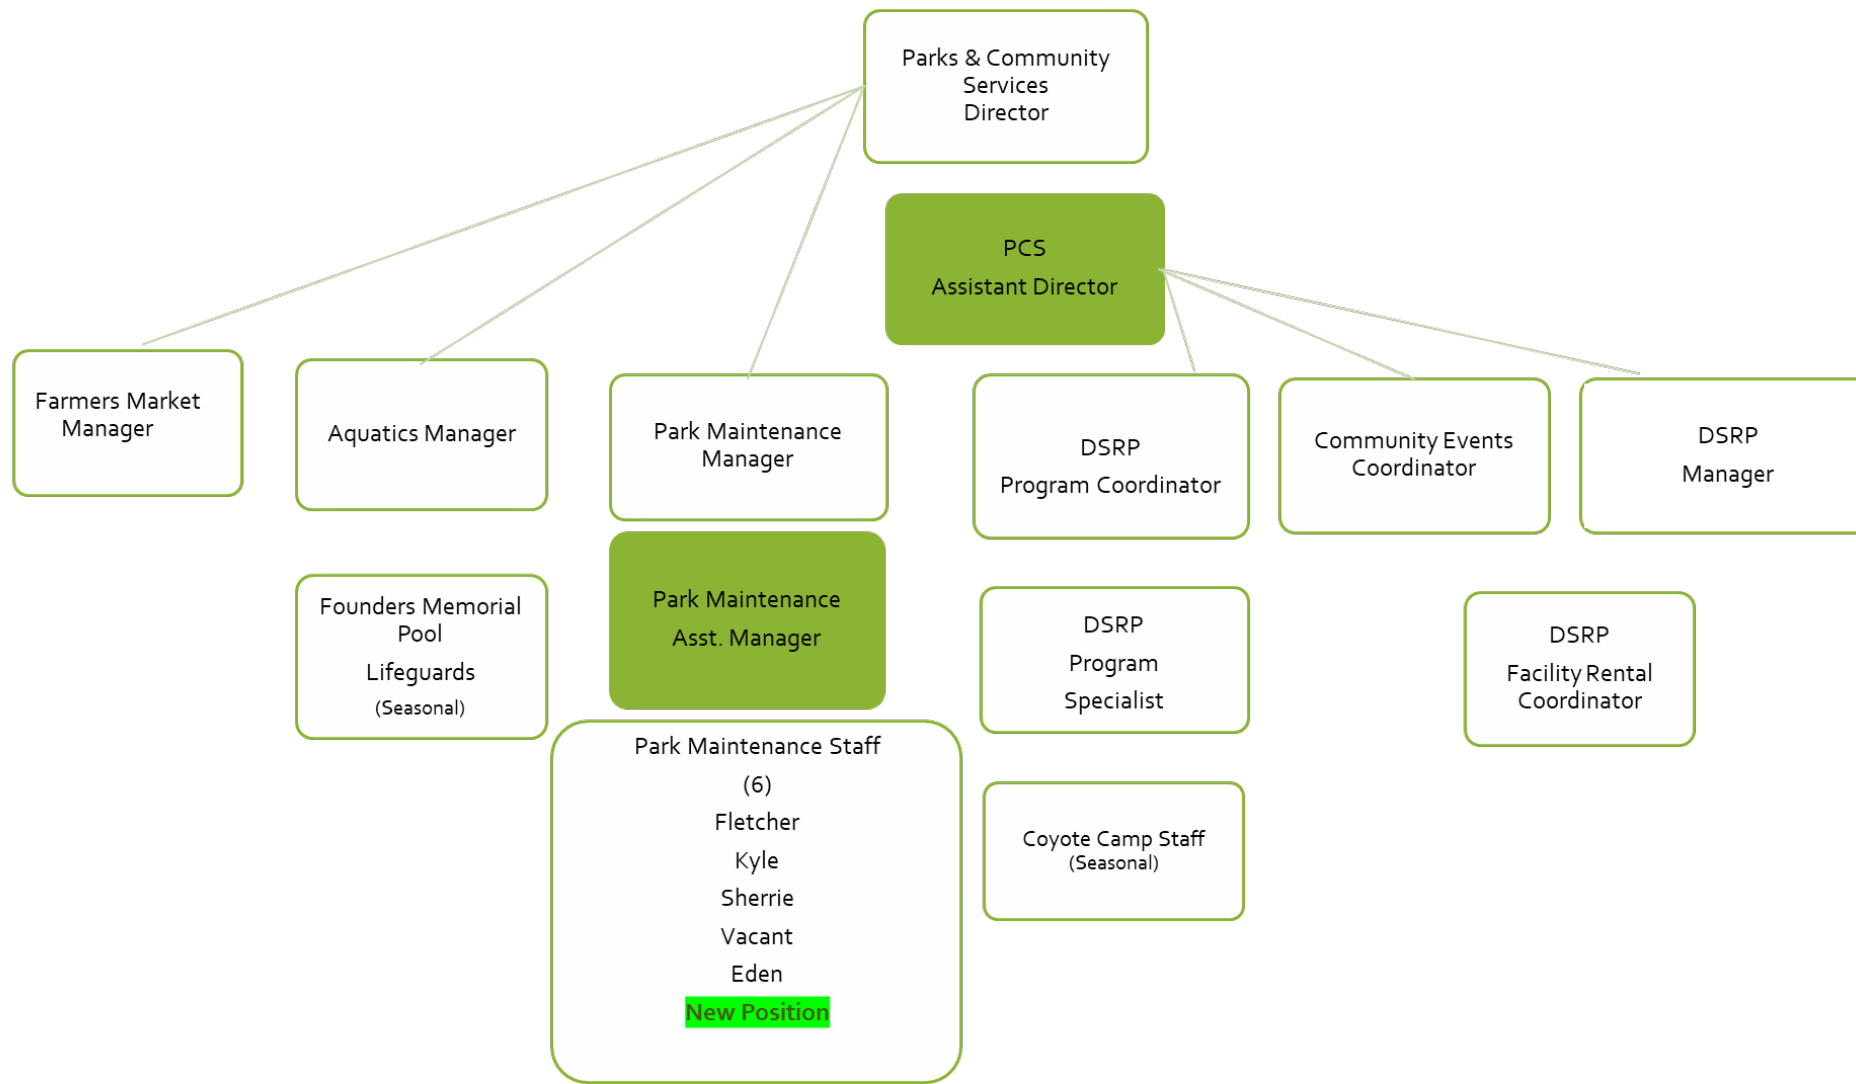 Parks & Community
Services
Director
PCS
Assistant Director
Farmers Market
Manager
Aquatics Manager
Park Maintenance
Manager
DSRP
Program Coordinator
Community Events
Coordinator
DSRP
Manager
Founders Memorial
Pool
Lifeguards
(Seasonal)
Park Maintenance
Asst. Manager
DSRP
Program
Specialist
DSRP
Facility Rental
Coordinator
Park Maintenance Staff
(6)
Fletcher
Kyle
Sherrie
Vacant
Eden
New Position
Coyote Camp Staff
(Seasonal)